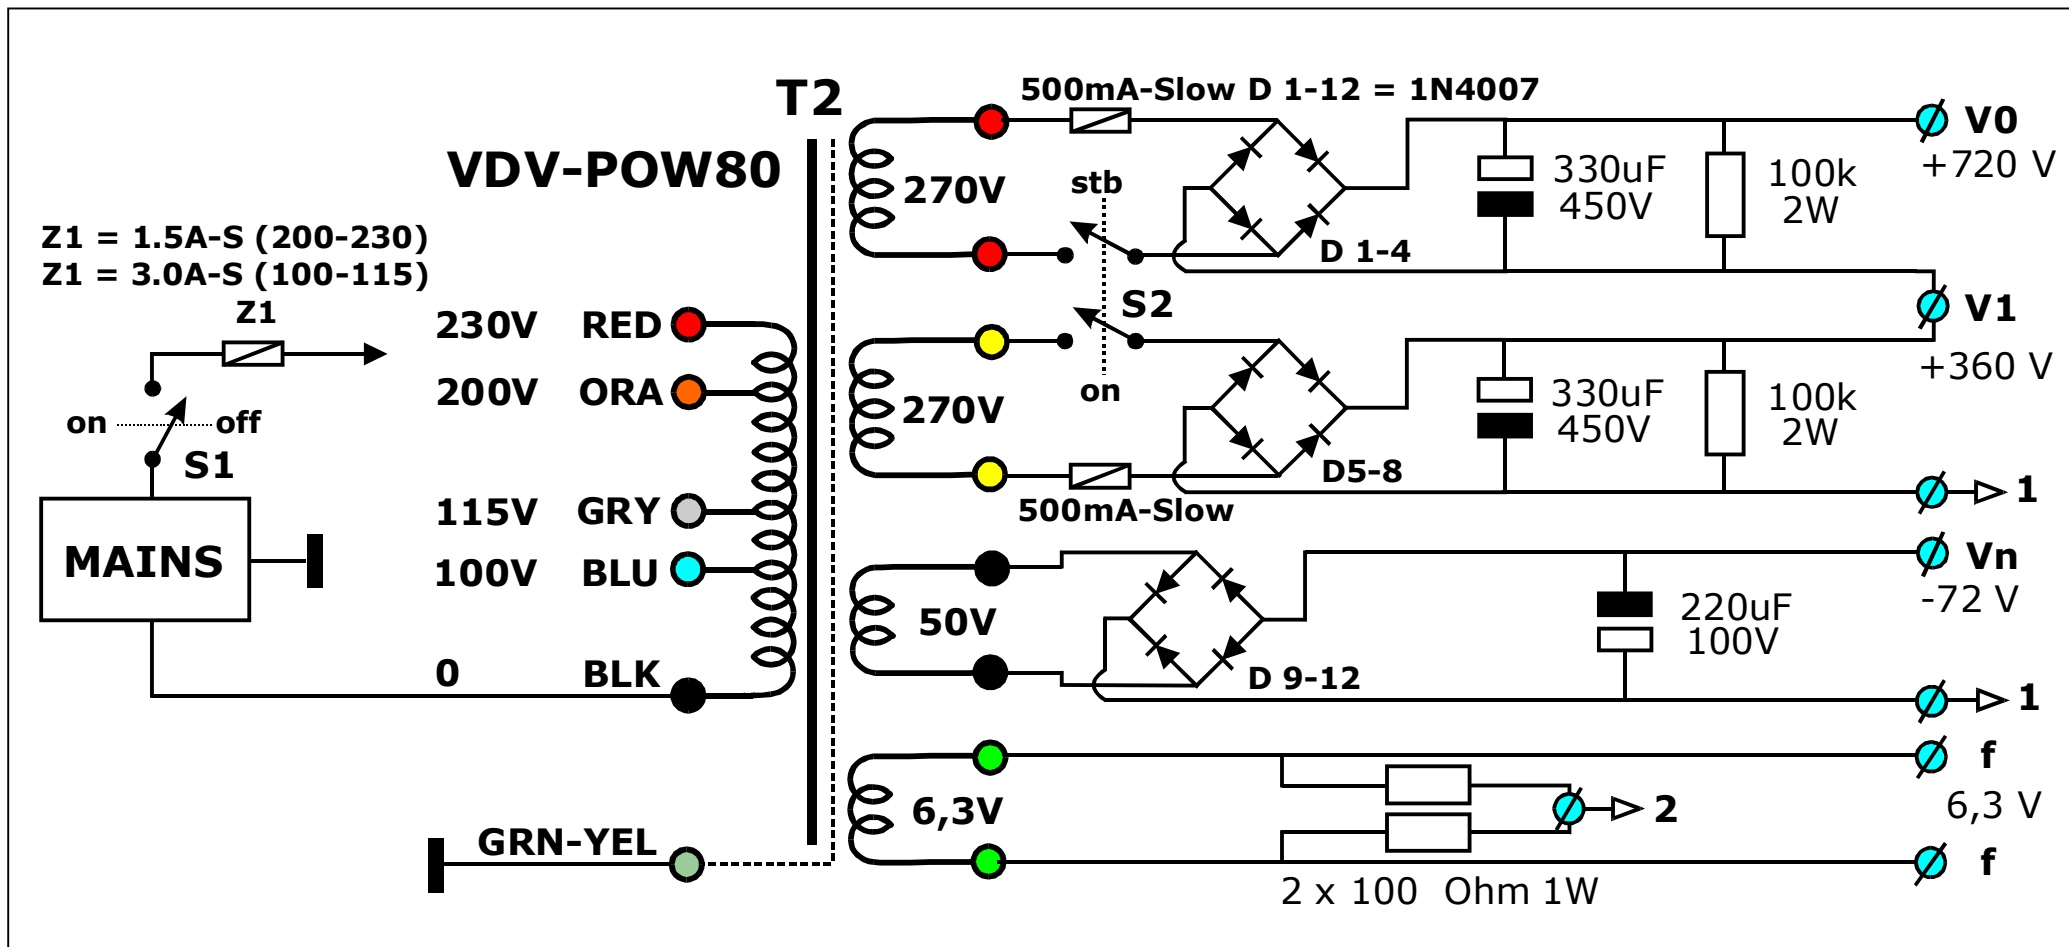 T2
VDV-POW80
500mA-Slow D 1-12 = 1N4007
270V
stb
D 1-4
330uF
450V
100k
2W
V0
+720 V
Z1 = 1.5A-S (200-230)
Z1 = 3.0A-S (100-115)
Z1
on
off
S1
MAINS
230V RED
200V ORA
115V GRY
100V BLU
0 BLK
GRN-YEL
S2
on
270V
500mA-Slow
D5-8
330uF
450V
100k
2W
V1
+360 V
1
50V
D 9-12
220uF
100V
Vn
-72 V
1
6,3V
2
2 x 100 Ohm 1W
f
6,3 V
f